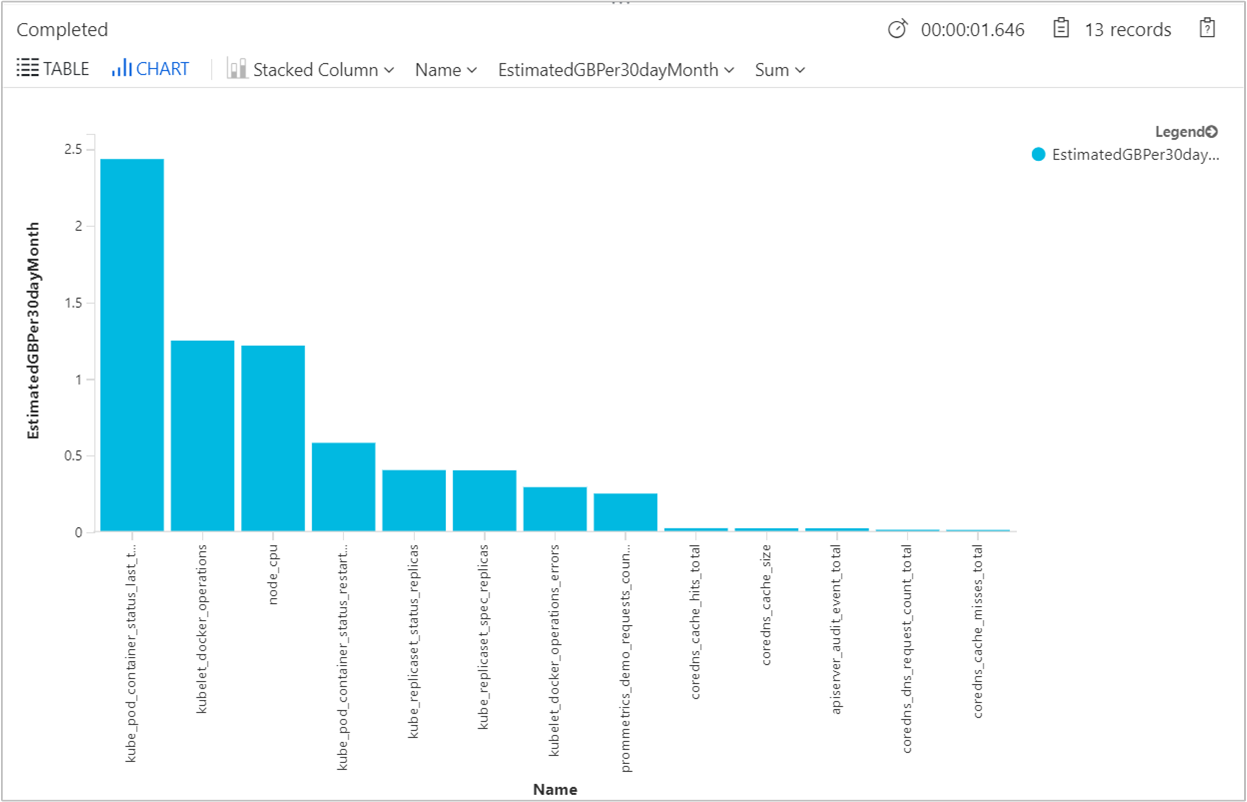 Completed
00:00:01.646
13 records
TABLE
CHART
Stacked Column
Name
EstimatedGBPer30dayMonth
Sum
Legend
EstimatedGBPer30day...
EstimatedGBPer30dayMonth
2.5
2
1.5
1
0.5
0
kube_pod_container_status_last_t...
kubelet_docker_operations
node_cpu
kube_pod_container_status_restart...
kube_replicaset_status_replicas
kube_replicaset_spec_replicas
kubelet_docker_operations_errors
prommetrics_demo_requests_coun...
coredns_cache_hits_total
coredns_cache_size
apiserver_audit_event_total
coredns_dns_request_count_total
coredns_cache_misses_total
Name